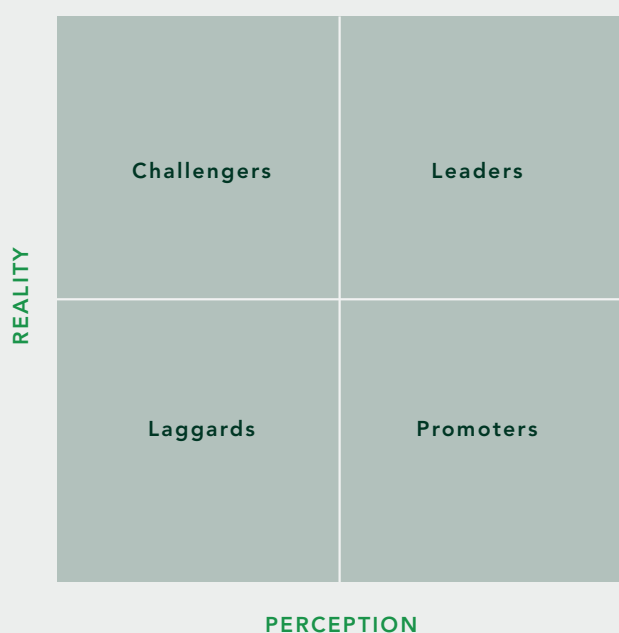 Challengers
Leaders
REALITY
Laggards
Promoters
PERCEPTION